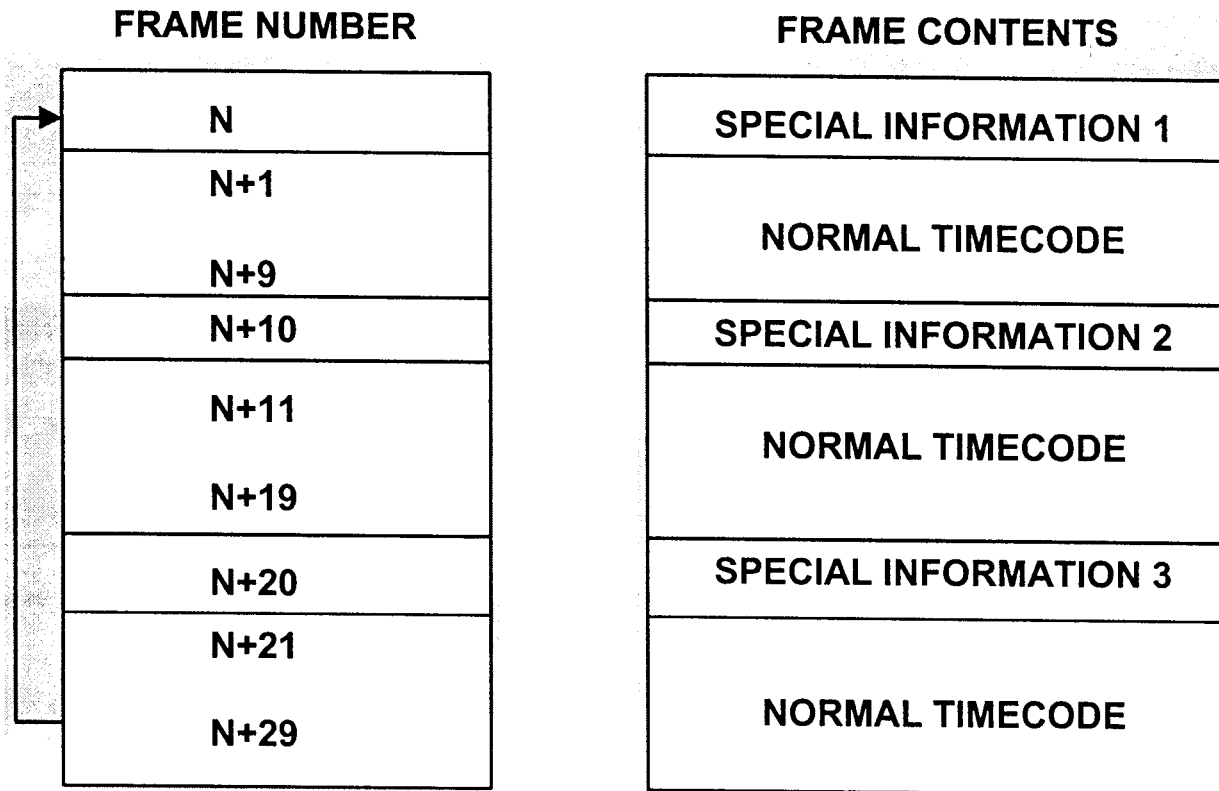 FRAME NUMBER
N
N+1
N+9
N+10
N+11
N+19
N+20
N+21
N+29
FRAME CONTENTS
SPECIAL INFORMATION 1
NORMAL TIMECODE
SPECIAL INFORMATION 2
NORMAL TIMECODE
SPECIAL INFORMATION 3
NORMAL TIMECODE